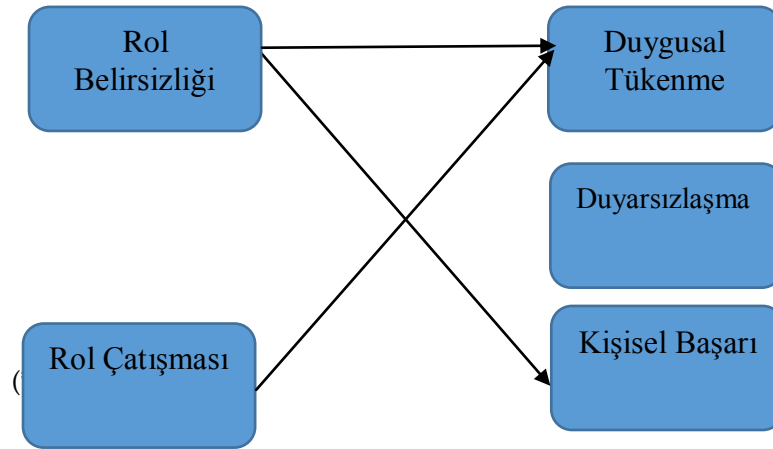 Rol
Belirsizliği
Duygusal
Tükenme
Duyarsızlaşma
Kişisel Başarı
Rol Çatışması
(